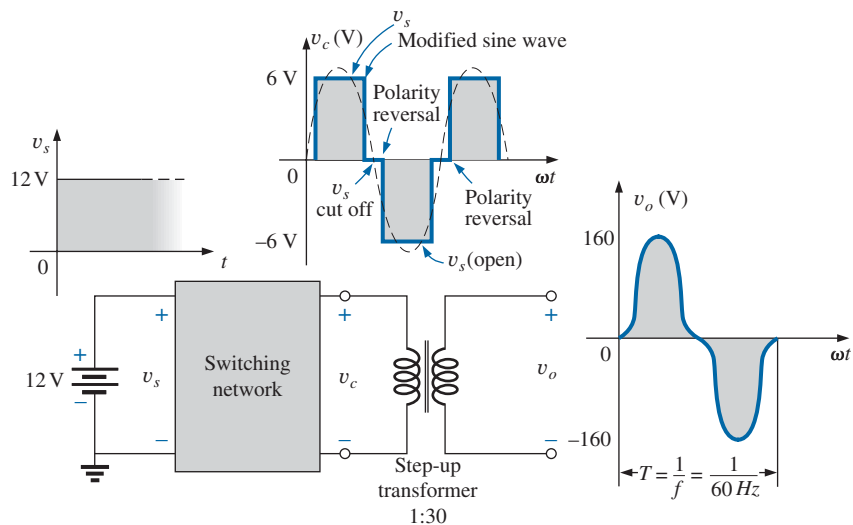 v_c (V)
v_s
Modified sine wave
6 V
Polarity
reversal
0
v_s
cut off
Polarity
reversal
ωt
–6 V
v_s (open)
v_s
12 V
0
t
v_o (V)
160
0
ωt
–160
T = 1/f = 1/60 Hz
12 V
+
–
+
v_s
–
Switching
network
+
v_c
–
+
v_o
–
Step-up
transformer
1:30